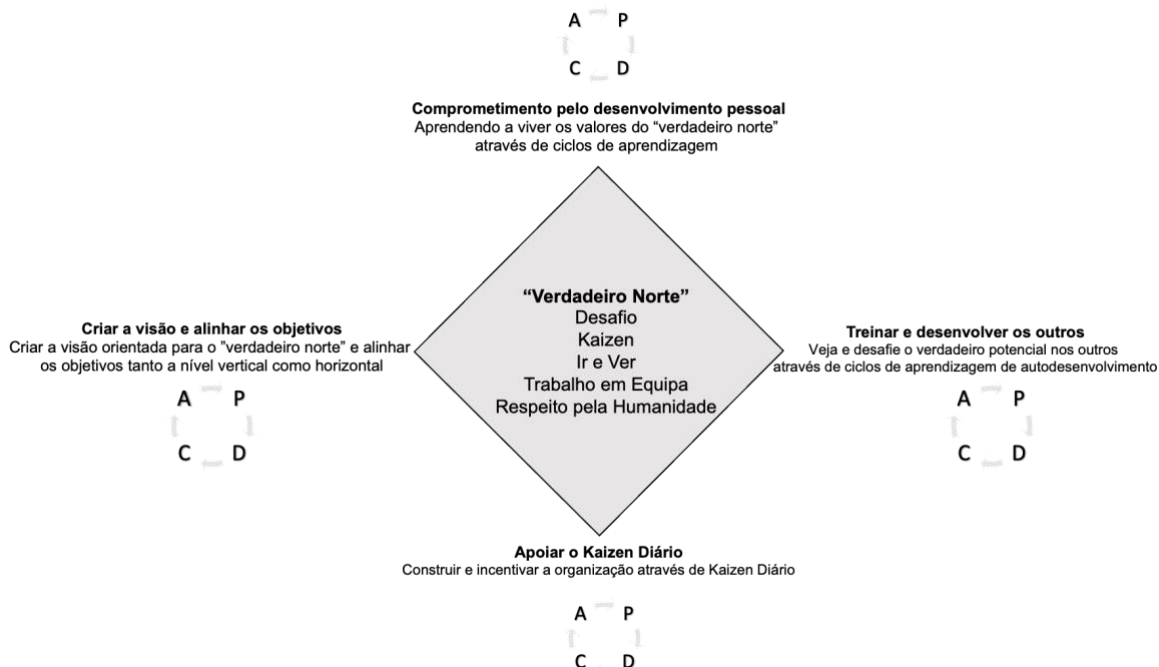 A P
C D
Comprometimento pelo desenvolvimento pessoal
Aprendendo a viver os valores do “verdadeiro norte”
através de ciclos de aprendizagem
“Verdadeiro Norte”
Desafio
Kaizen
Ir e Ver
Trabalho em Equipa
Respeito pela Humanidade
Criar a visão e alinhar os objetivos
Criar a visão orientada para o "verdadeiro norte" e alinhar
os objetivos tanto a nível vertical como horizontal
A P
C D
Treinar e desenvolver os outros
Veja e desafie o verdadeiro potencial nos outros
através de ciclos de aprendizagem de autodesenvolvimento
A P
C D
Apoiar o Kaizen Diário
Construir e incentivar a organização através de Kaizen Diário
A P
C D